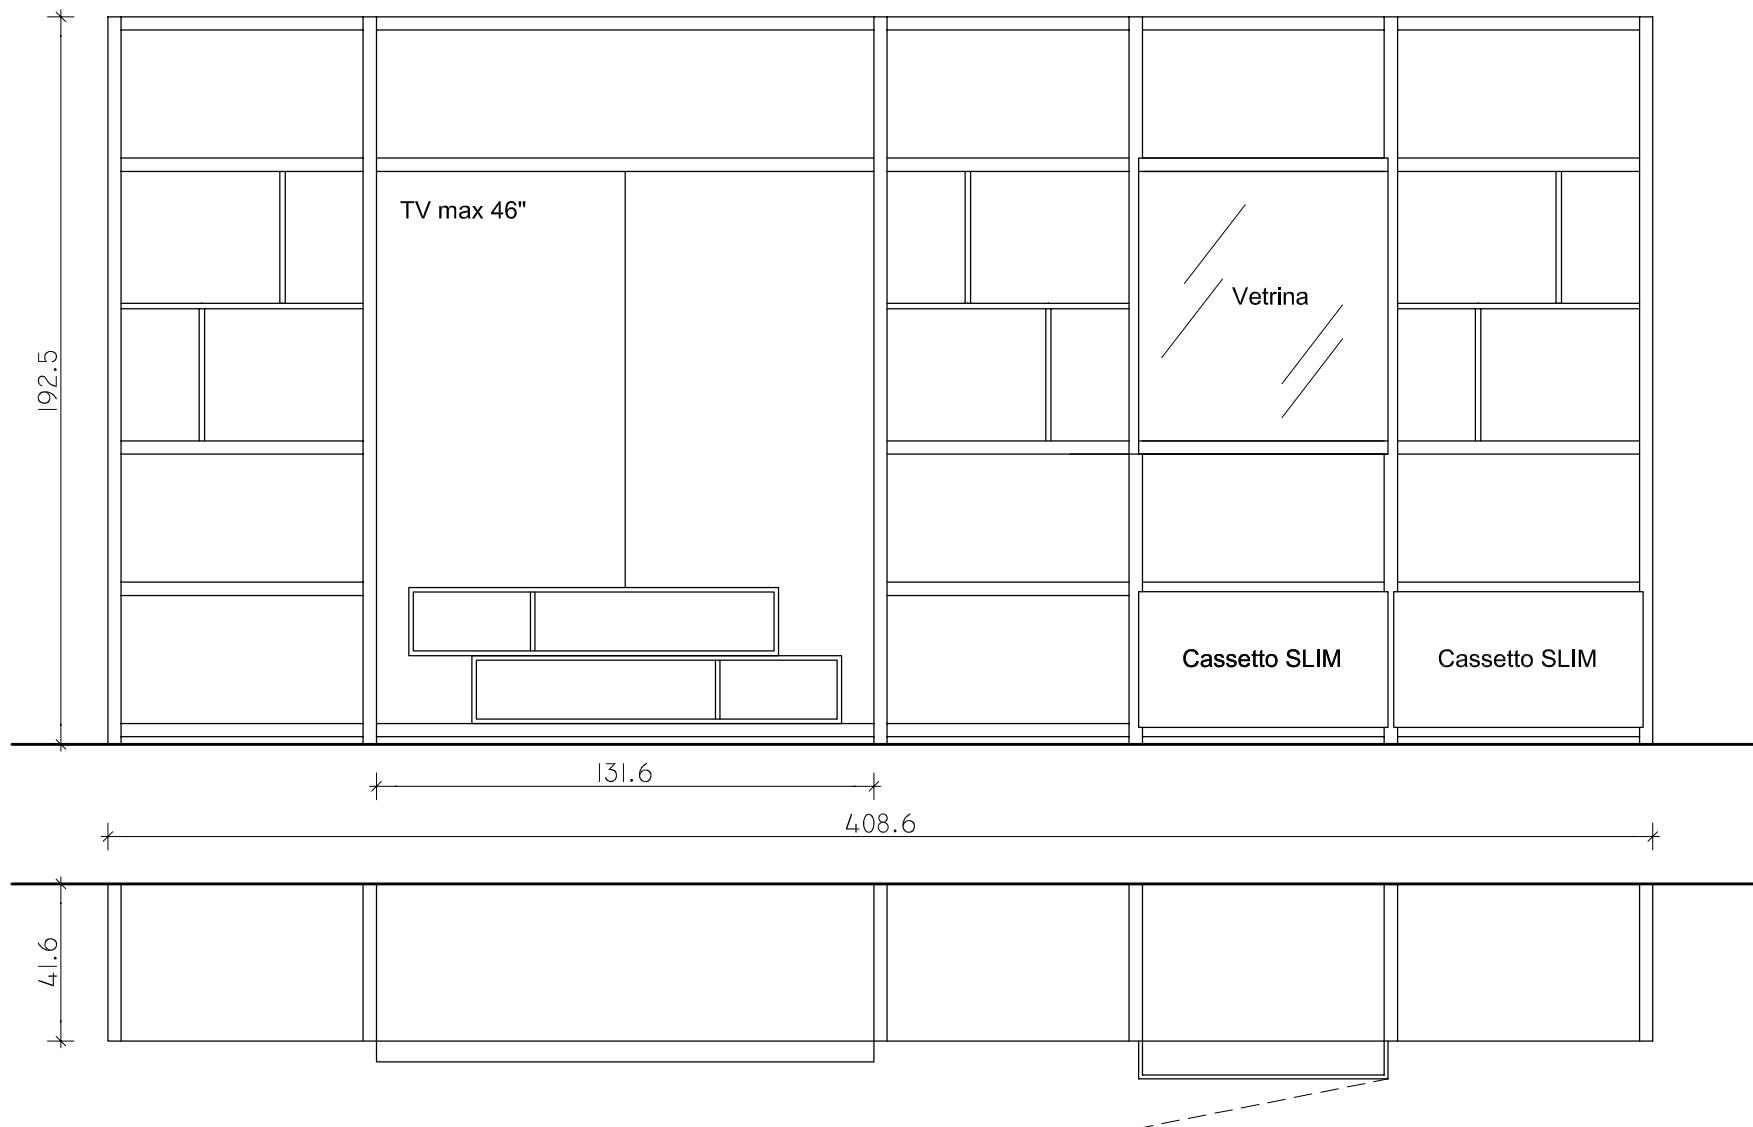 TV max 46"
Vetrina
192.5
Cassetto SLIM
Cassetto SLIM
131.6
408.6
41.6